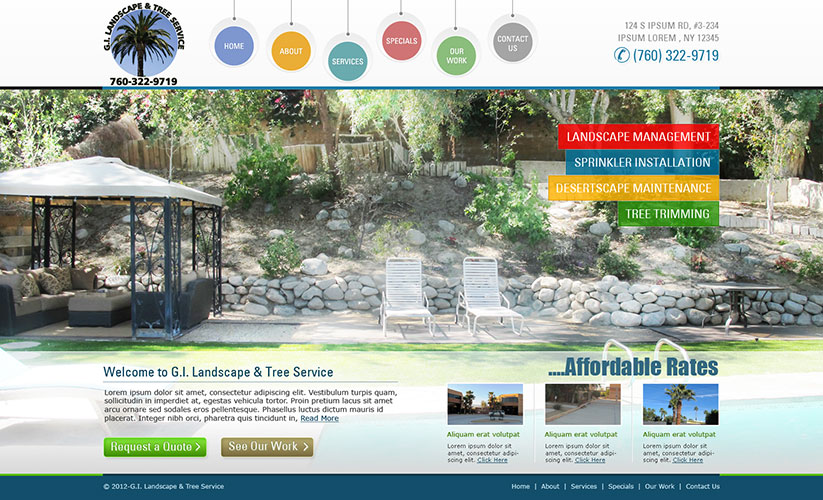 G.I. LANDSCAPE & TREE SERVICE
760-322-9719
HOME
ABOUT
SERVICES
SPECIALS
OUR
WORK
CONTACT
US
124 S IPSUM RD, #3-234
IPSUM LOREM , NY 12345
(760) 322-9719
LANDSCAPE MANAGEMENT
SPRINKLER INSTALLATION
DESERTSCAPE MAINTENANCE
TREE TRIMMING
Welcome to G.I. Landscape & Tree Service
Lorem ipsum dolor sit amet, consectetur adipiscing elit. Vestibulum turpis quam,
sollicitudin in imperdiet at, egestas vehicula tortor. Proin pretium lacus sit amet
arcu ornare sed sodales eros pellentesque. Phasellus luctus dictum mauris id
placerat. Integer nibh orci, pharetra quis tincidunt in, Read More
Request a Quote >
See Our Work >
....Affordable Rates
Aliquam erat volutpat
Lorem ipsum dolor sit
amet, consectetur adipi-
scing elit. Click Here
Aliquam erat volutpat
Lorem ipsum dolor sit
amet, consectetur adipi-
scing elit. Click Here
Aliquam erat volutpat
Lorem ipsum dolor sit
amet, consectetur adipi-
scing elit. Click Here
© 2012-G.I. Landscape & Tree Service
Home | About | Services | Specials | Our Work | Contact Us